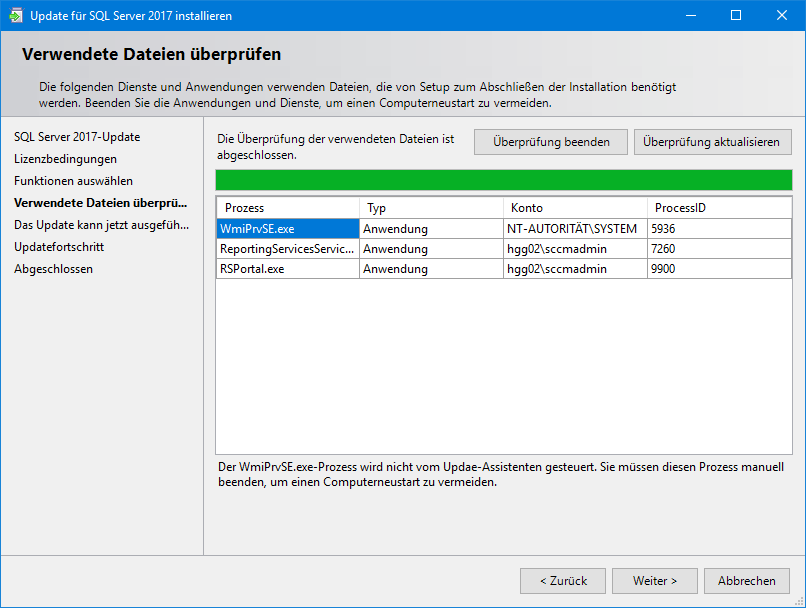 Update für SQL Server 2017 installieren
Verwendete Dateien überprüfen
Die folgenden Dienste und Anwendungen verwenden Dateien, die von Setup zum Abschließen der Installation benötigt
werden. Beenden Sie die Anwendungen und Dienste, um einen Computerneustart zu vermeiden.
SQL Server 2017-Update
Lizenzbedingungen
Funktionen auswählen
Verwendete Dateien überprü...
Das Update kann jetzt ausgefüh...
Updatefortschritt
Abgeschlossen
Die Überprüfung der verwendeten Dateien ist
abgeschlossen.
Überprüfung beenden
Überprüfung aktualisieren
Prozess Typ Konto ProcessID
WmiPrvSE.exe Anwendung NT-AUTORITÄT\SYSTEM 5936
ReportingServicesServic... Anwendung hgg02\sccmadmin 7260
RSPortal.exe Anwendung hgg02\sccmadmin 9900
Der WmiPrvSE.exe-Prozess wird nicht vom Updae-Assistenten gesteuert. Sie müssen diesen Prozess manuell
beenden, um einen Computerneustart zu vermeiden.
< Zurück Weiter > Abbrechen